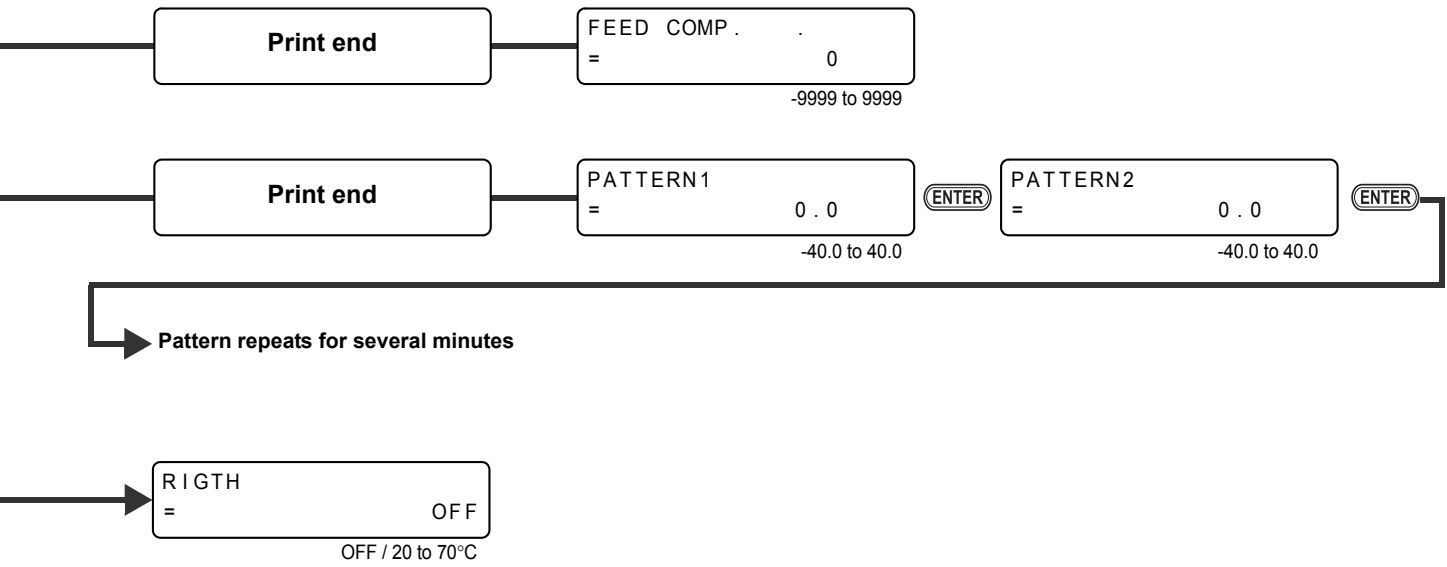 Print end
FEED COMP. .
= 0
-9999 to 9999
Print end
PATTERN1
= 0.0
-40.0 to 40.0
ENTER
PATTERN2
= 0.0
-40.0 to 40.0
ENTER
Pattern repeats for several minutes
RIGTH
= OFF
OFF / 20 to 70°C